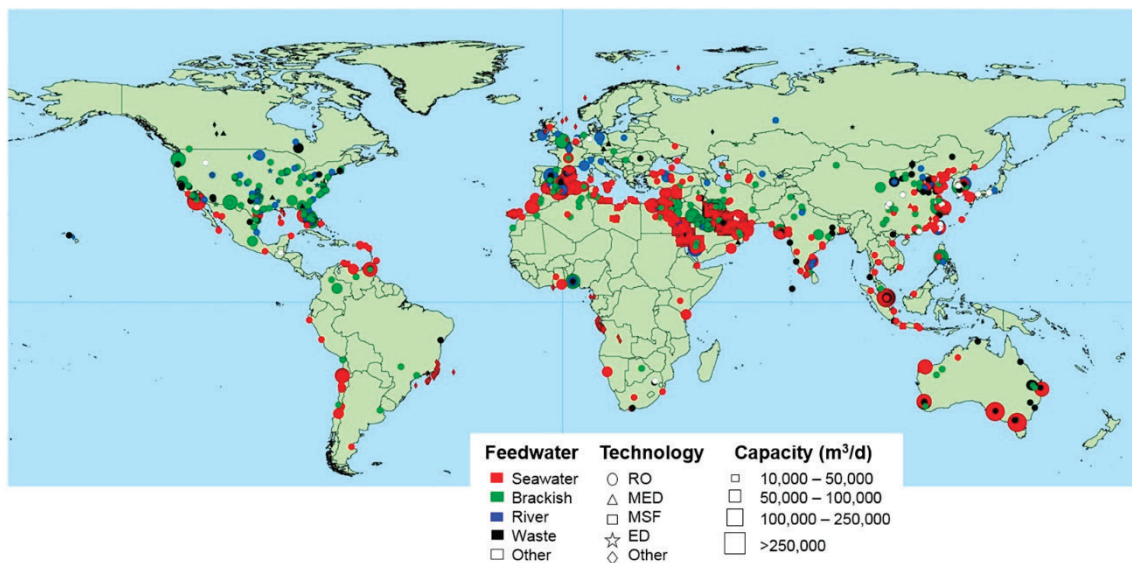 Feedwater Technology Capacity (m³/d)
Seawater RO 10,000 – 50,000
Brackish MED 50,000 – 100,000
River MSF 100,000 – 250,000
Waste ED >250,000
Other Other